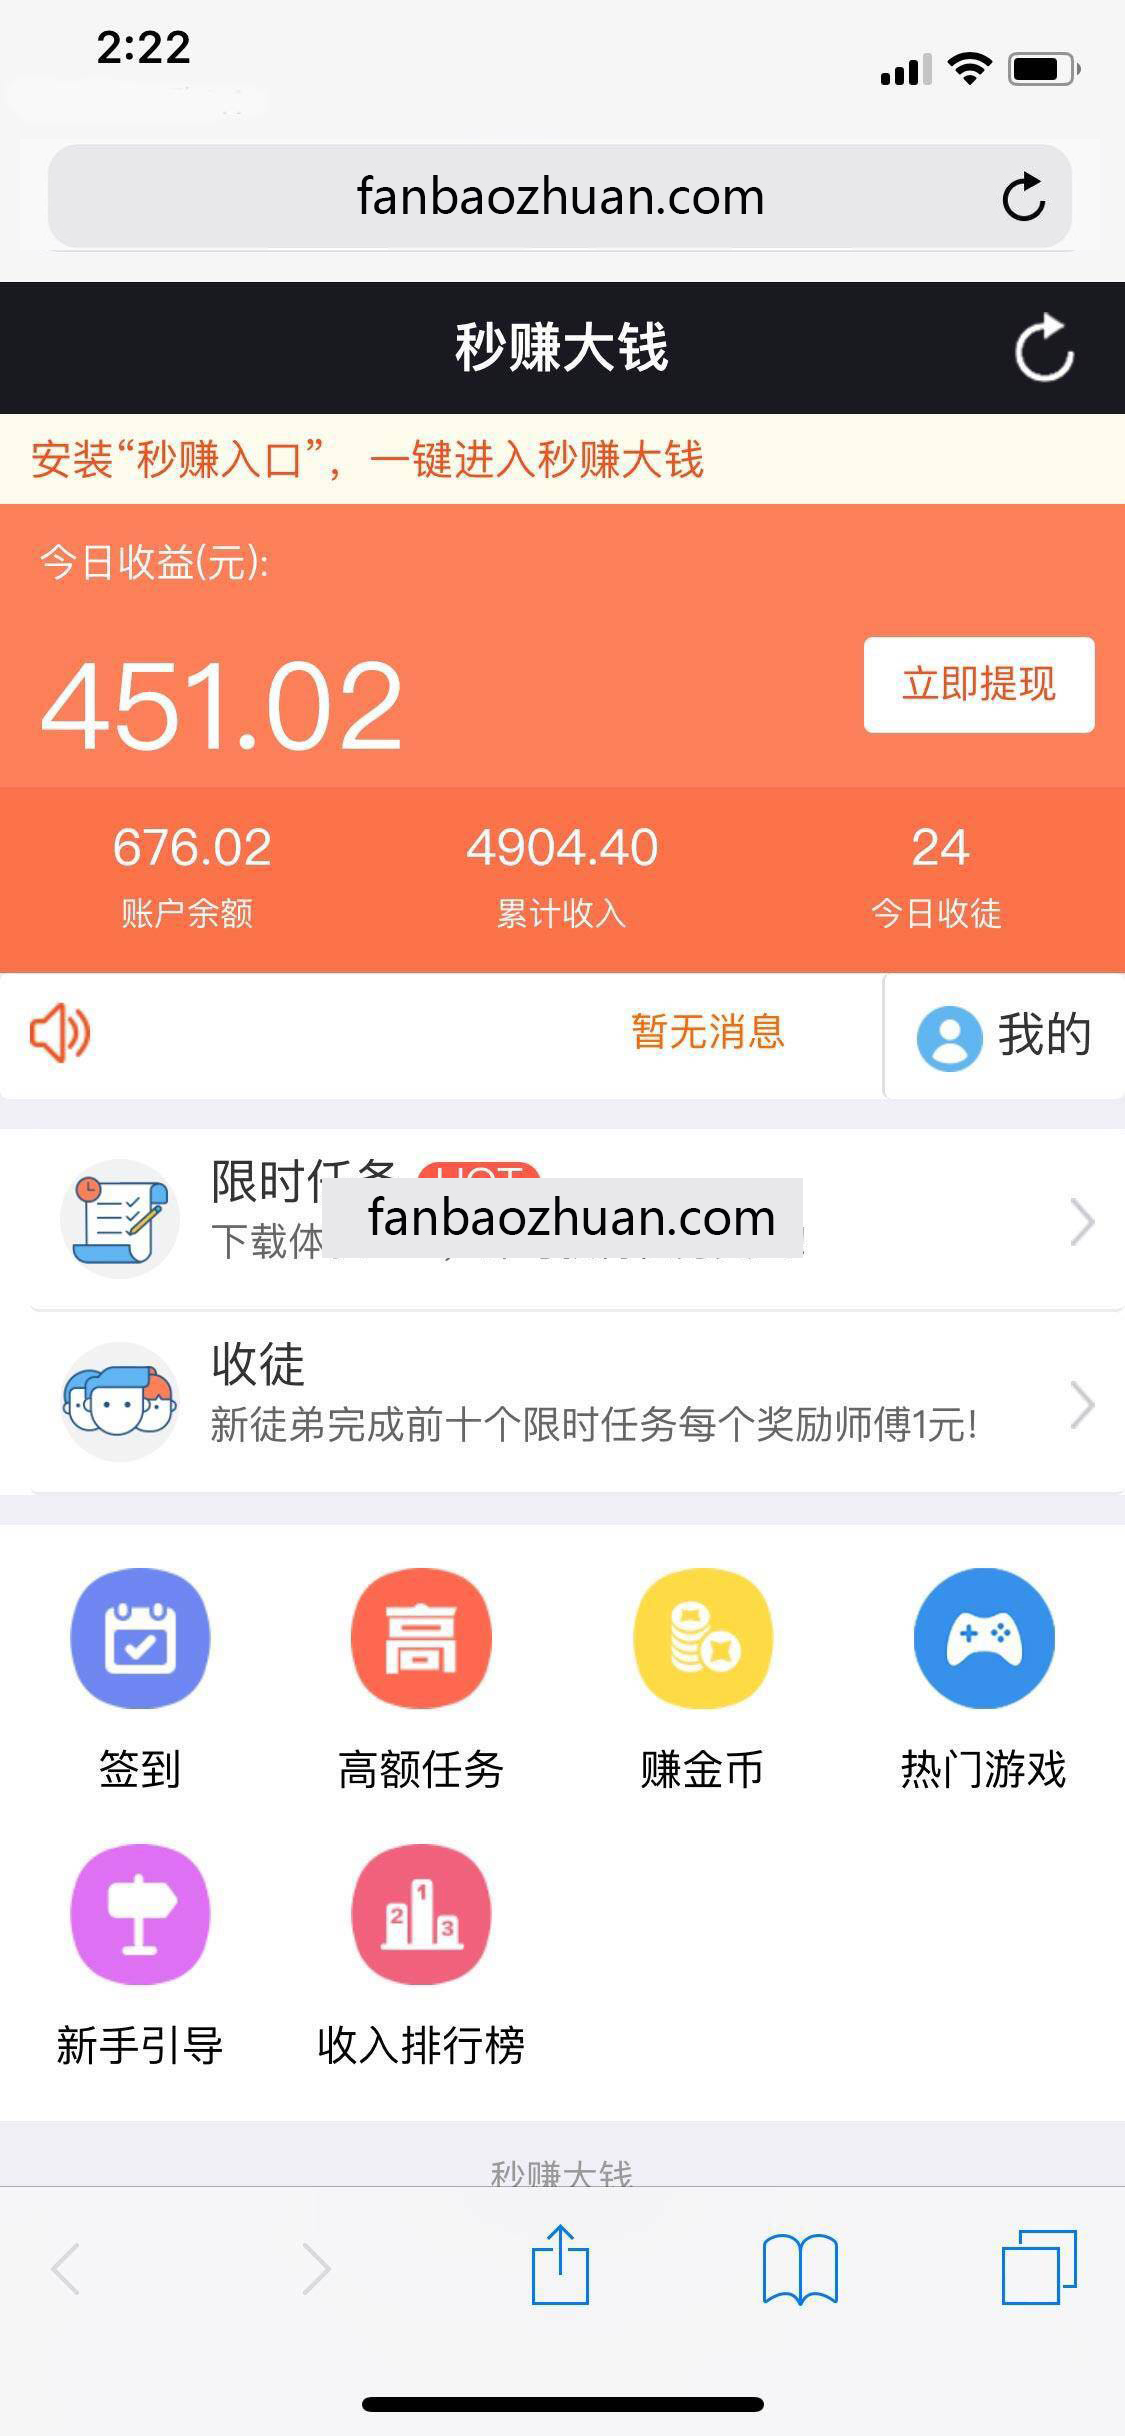 2:22
fanbaozhuan.com
秒赚大钱
安装“秒赚入口”，一键进入秒赚大钱
今日收益(元):
451.02
立即提现
676.02
4904.40
24
账户余额
累计收入
今日收徒
暂无消息
我的
限时任务 HOT
fanbaozhuan.com
下载体
收徒
新徒弟完成前十个限时任务每个奖励师傅1元!
签到
高
高额任务
赚金币
热门游戏
新手引导
1
2
3
收入排行榜
秒赚大钱